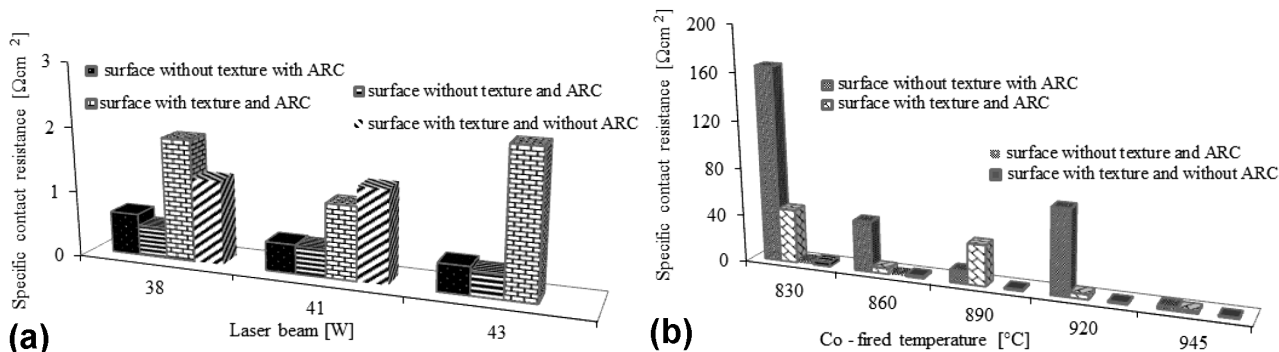 Specific contact resistance [Ωcm 2]
3
2
1
0
surface without texture with ARC
surface without texture and ARC
surface with texture and ARC
surface with texture and without ARC
38
41
43
Laser beam [W]
(a)
Specific contact resistance [Ωcm 2]
200
160
120
80
40
0
surface without texture with ARC
surface with texture and ARC
surface without texture and ARC
surface with texture and without ARC
830
860
890
920
945
Co - fired temperature [°C]
(b)